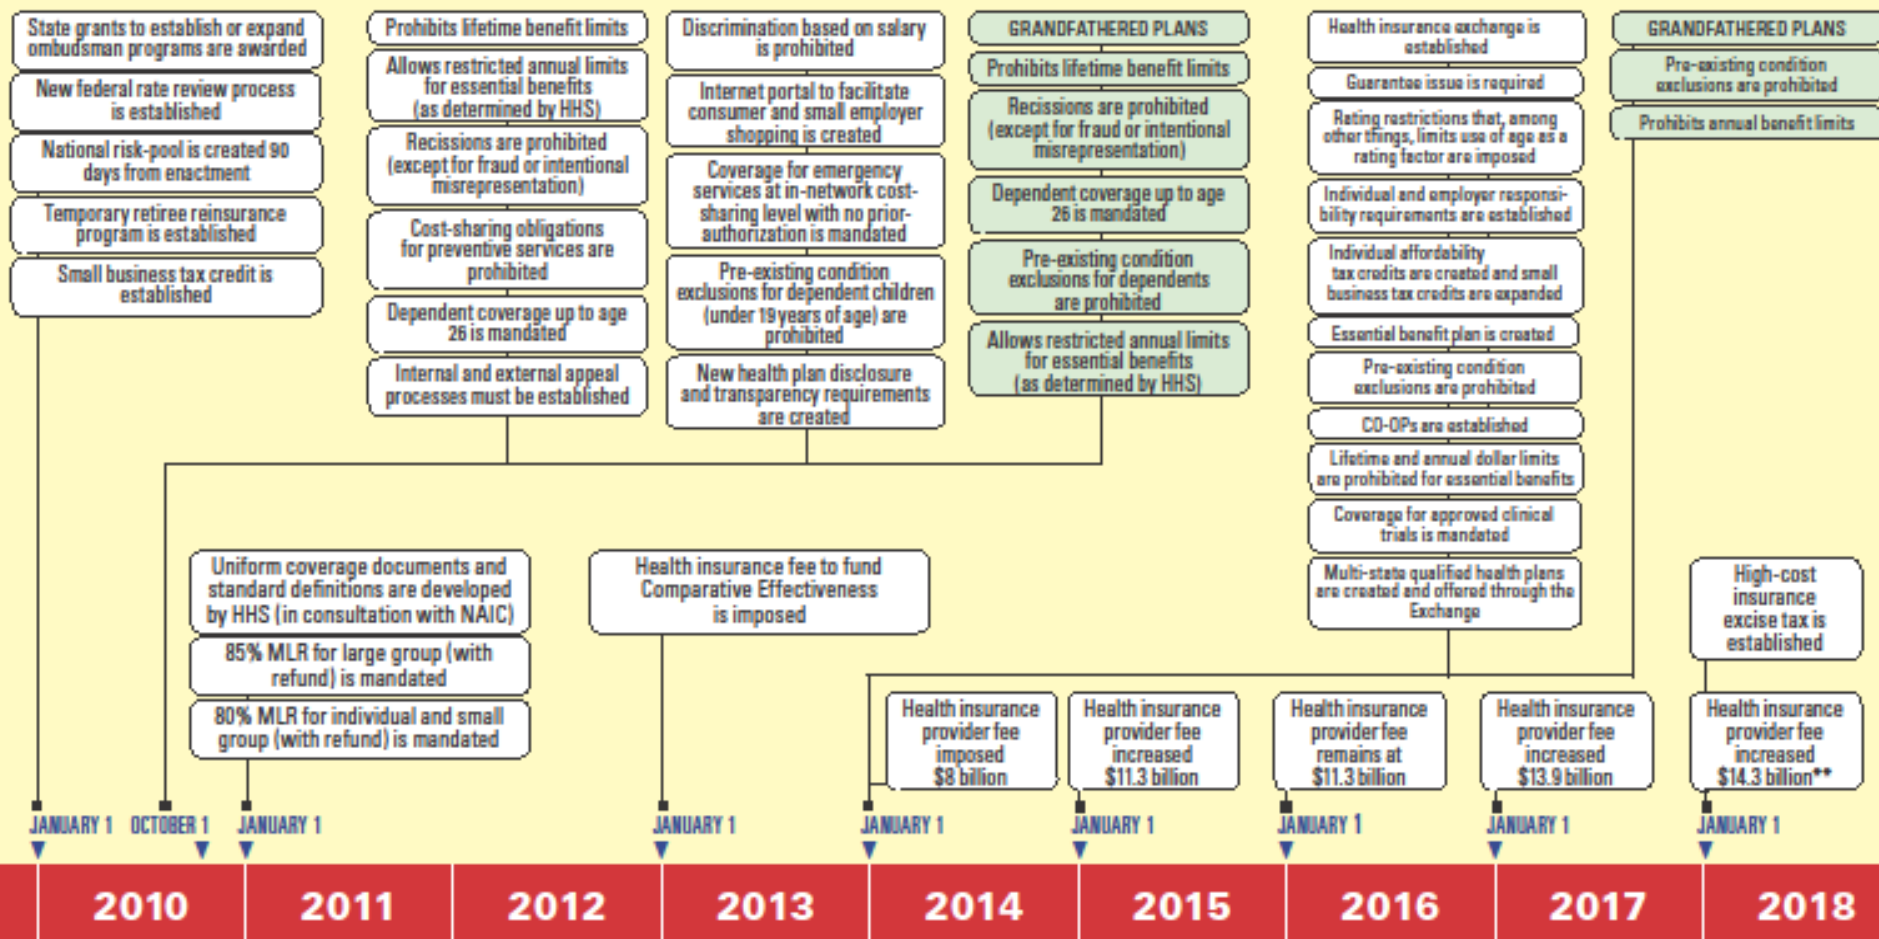 State grants to establish or expand
ombudsman programs are awarded
New federal rate review process
is established
National risk-pool is created 90
days from enactment
Temporary retiree reinsurance
program is established
Small business tax credit is
established
Prohibits lifetime benefit limits
Allows restricted annual limits
for essential benefits
(as determined by HHS)
Recissions are prohibited
(except for fraud or intentional
misrepresentation)
Cost-sharing obligations
for preventive services are
prohibited
Dependent coverage up to age
26 is mandated
Internal and external appeal
processes must be established
Discrimination based on salary
is prohibited
Internet portal to facilitate
consumer and small employer
shopping is created
Coverage for emergency
services at in-network cost-
sharing level with no prior-
authorization is mandated
Pre-existing condition
exclusions for dependent children
(under 19 years of age) are
prohibited
New health plan disclosure
and transparency requirements
are created
GRANDFATHERED PLANS
Prohibits lifetime benefit limits
Recissions are prohibited
(except for fraud or intentional
misrepresentation)
Dependent coverage up to age
26 is mandated
Pre-existing condition
exclusions for dependents
are prohibited
Allows restricted annual limits
for essential benefits
(as determined by HHS)
Health insurance exchange is
established
Guarantee issue is required
Rating restrictions that, among
other things, limits use of age as a
rating factor are imposed
Individual and employer responsi-
bility requirements are established
Individual affordability
tax credits are created and small
business tax credits are expanded
Essential benefit plan is created
Pre-existing condition
exclusions are prohibited
CO-OPs are established
Lifetime and annual dollar limits
are prohibited for essential benefits
Coverage for approved clinical
trials is mandated
Multi-state qualified health plans
are created and offered through the
Exchange
GRANDFATHERED PLANS
Pre-existing condition
exclusions are prohibited
Prohibits annual benefit limits
Uniform coverage documents and
standard definitions are developed
by HHS (in consultation with NAIC)
85% MLR for large group (with
refund) is mandated
80% MLR for individual and small
group (with refund) is mandated
Health insurance fee to fund
Comparative Effectiveness
is imposed
High-cost
insurance
excise tax is
established
Health insurance
provider fee
imposed
$8 billion
Health insurance
provider fee
increased
$11.3 billion
Health insurance
provider fee
remains at
$11.3 billion
Health insurance
provider fee
increased
$13.9 billion
Health insurance
provider fee
increased
$14.3 billion**
JANUARY 1 OCTOBER 1 JANUARY 1 JANUARY 1 JANUARY 1 JANUARY 1 JANUARY 1 JANUARY 1 JANUARY 1
2010 2011 2012 2013 2014 2015 2016 2017 2018